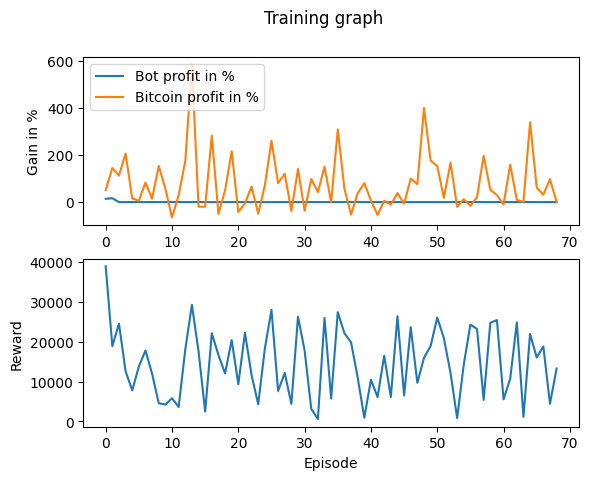 Training graph
600
400
200
0
Gain in %
Bot profit in %
Bitcoin profit in %
0 10 20 30 40 50 60 70
40000
30000
20000
10000
0
Reward
0 10 20 30 40 50 60 70
Episode